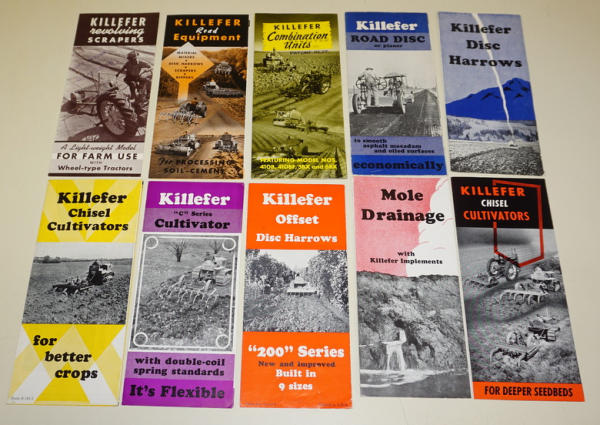 KILLEFER
revolving
SCRAPERS
A Light-weight Model
FOR FARM USE
WITH
Wheel-type Tractors
KILLEFER
Road
Equipment
MATERIAL
MIXERS
DISC HARROWS
SCRAPERS
RIPPERS
For PROCESSING
SOIL-CEMENT
KILLEFER
Combination
Units
FEATURING MODEL NOS.
Killefer
ROAD DISC
or planer
to smooth
asphalt macadam
and oiled surfaces
economically
Killefer
Disc
Harrows
Killefer
Chisel
Cultivators
for
better
crops
Killefer
"C" Series
Cultivator
with double-coil
spring standards
It's Flexible
Killefer
Offset
Disc Harrows
"200" Series
New and improved
Built in
9 sizes
Mole
Drainage
with
Killefer Implements
KILLEFER
CHISEL
CULTIVATORS
FOR DEEPER SEEDBEDS